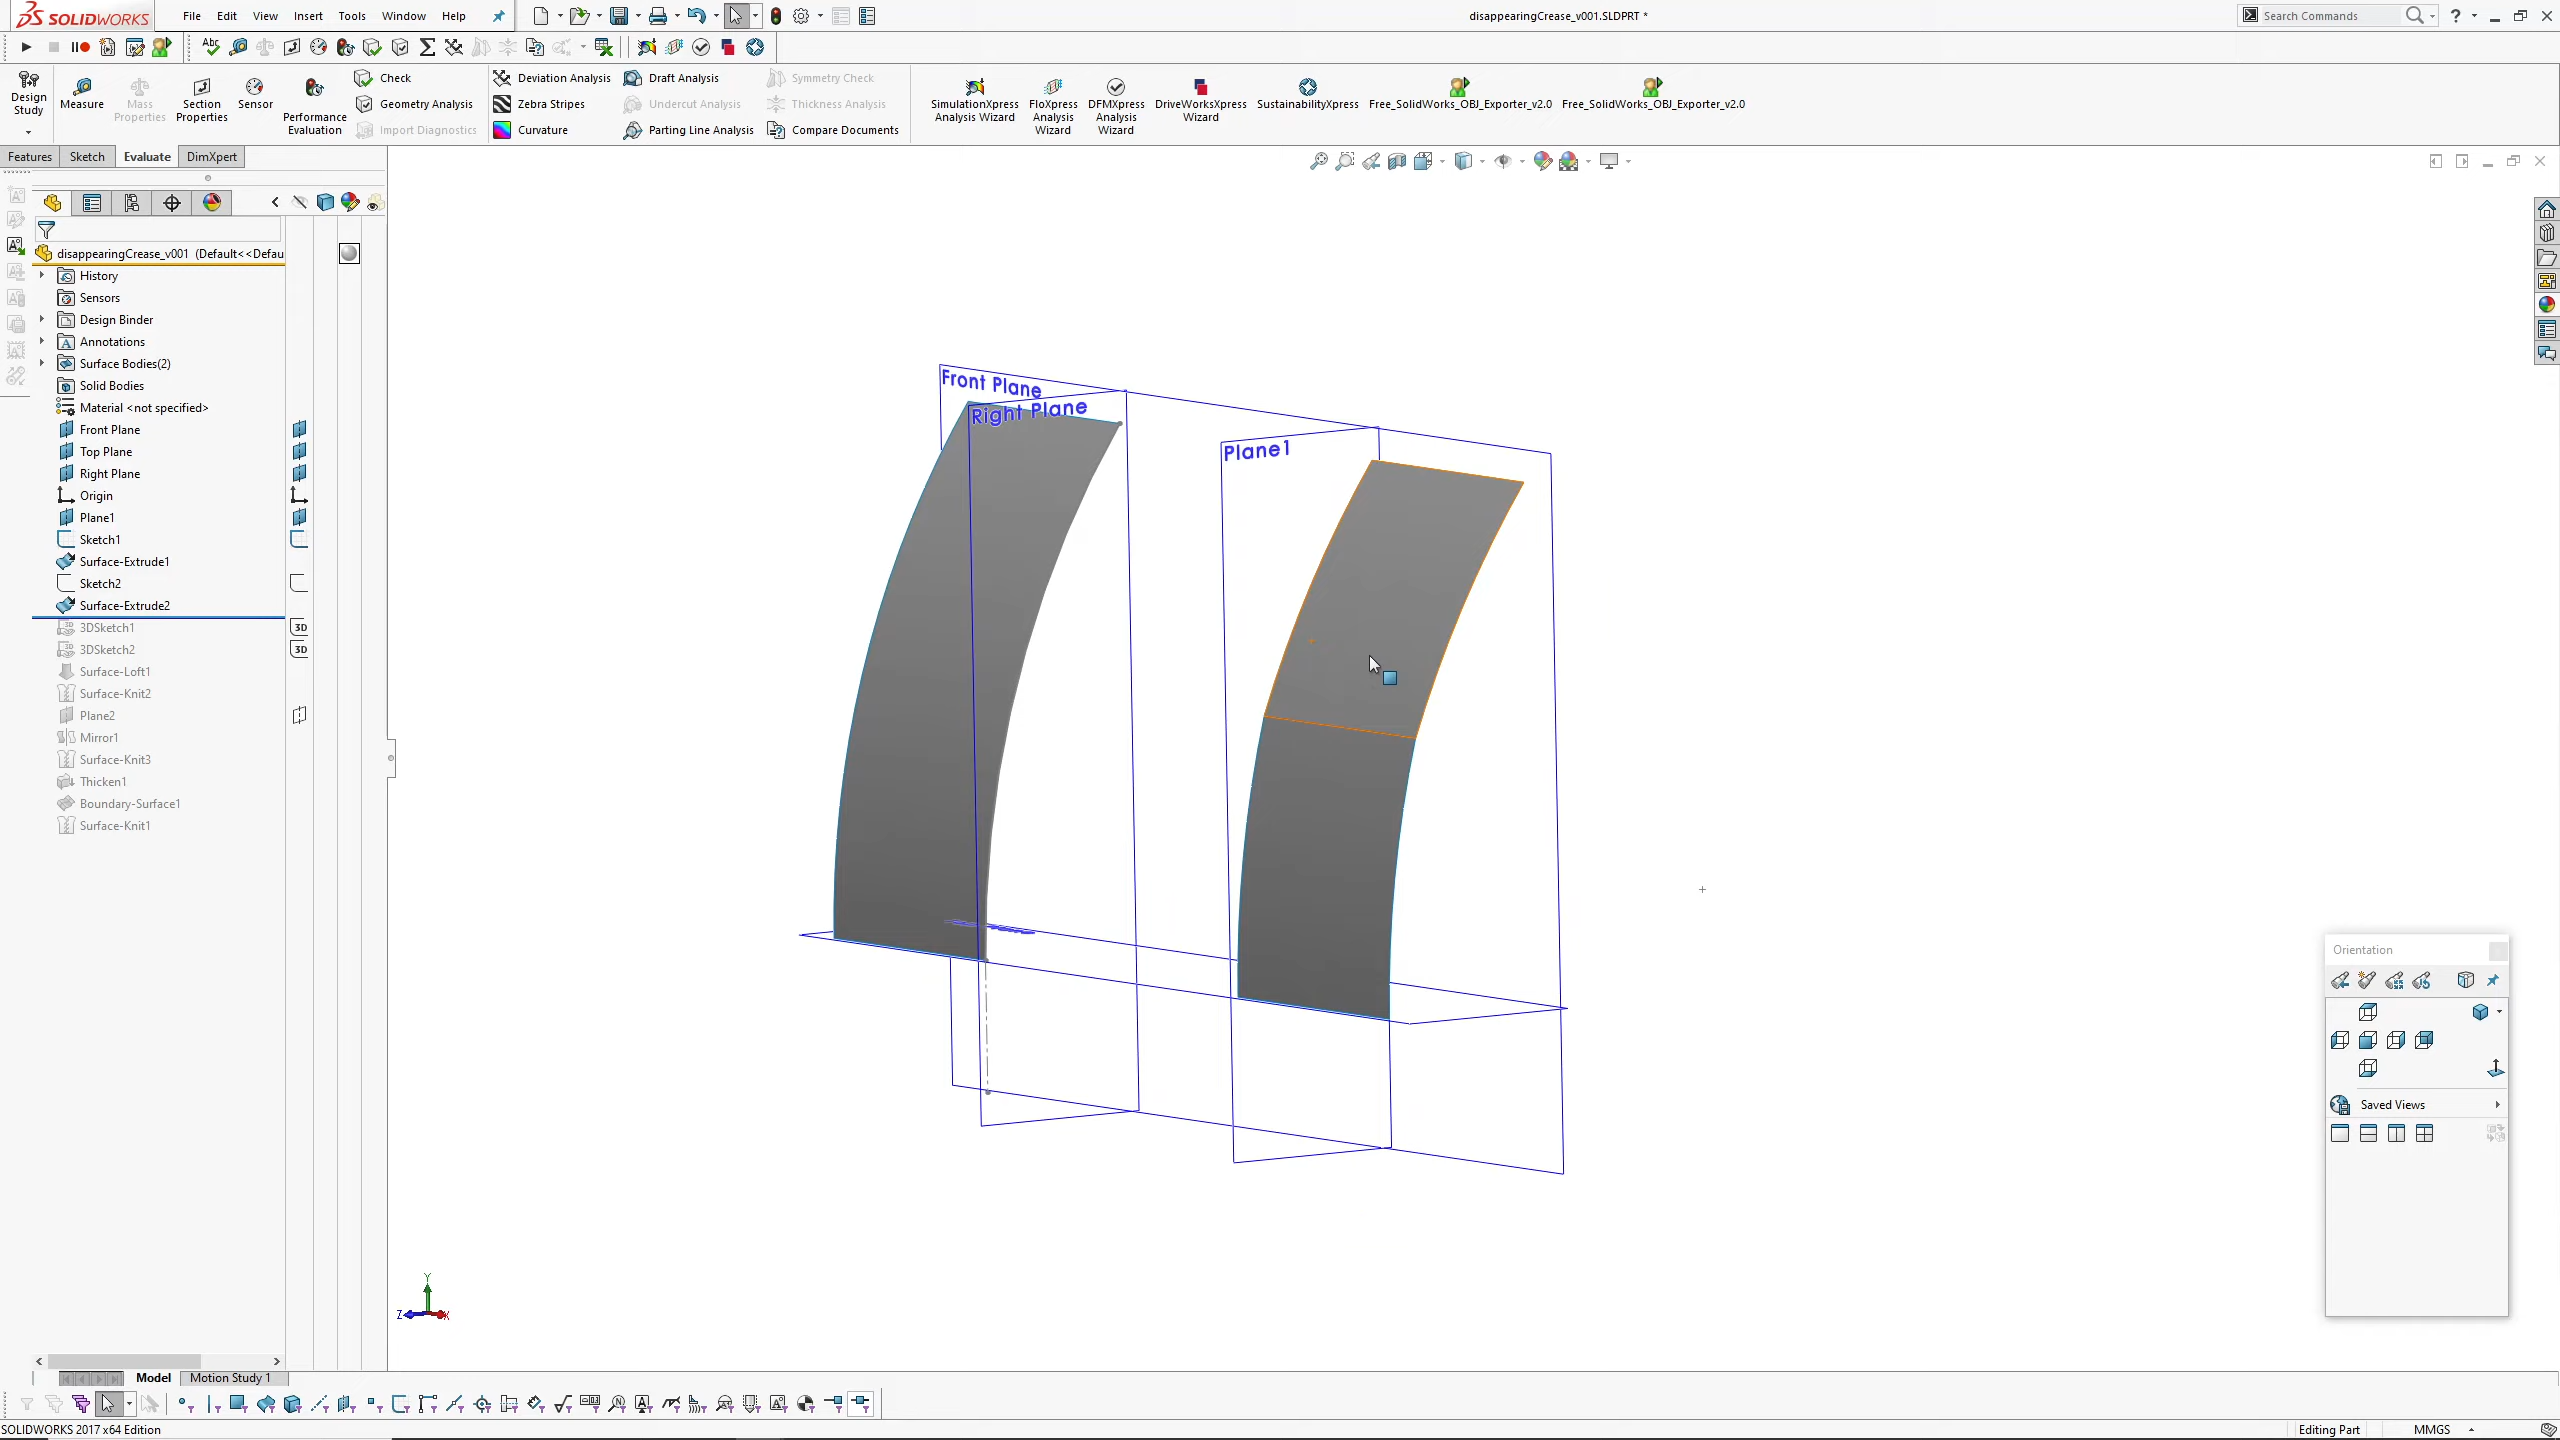 SOLIDWORKS File Edit View Insert Tools Window Help disappearingCrease_v001.SLDPRT * Search Commands ?
Design Study
Measure
Mass Properties
Section Properties
Sensor
Performance Evaluation
Check
Geometry Analysis
Import Diagnostics
Deviation Analysis
Zebra Stripes
Curvature
Draft Analysis
Undercut Analysis
Parting Line Analysis
Symmetry Check
Thickness Analysis
Compare Documents
SimulationXpress Analysis Wizard
FloXpress Analysis Wizard
DFMXpress Analysis Wizard
DriveWorksXpress Wizard
SustainabilityXpress
Free_SolidWorks_OBJ_Exporter_v2.0
Free_SolidWorks_OBJ_Exporter_v2.0
Features Sketch Evaluate DimXpert
disappearingCrease_v001 (Default<<Defau
History
Sensors
Design Binder
Annotations
Surface Bodies(2)
Solid Bodies
Material <not specified>
Front Plane
Top Plane
Right Plane
Origin
Plane1
Sketch1
Surface-Extrude1
Sketch2
Surface-Extrude2
3DSketch1 3D
3DSketch2 3D
Surface-Loft1
Surface-Knit2
Plane2
Mirror1
Surface-Knit3
Thicken1
Boundary-Surface1
Surface-Knit1
Front Plane
Right Plane
Plane1
Orientation
Saved Views
Y
Z X
Model Motion Study 1
SOLIDWORKS 2017 x64 Edition Editing Part MMGS